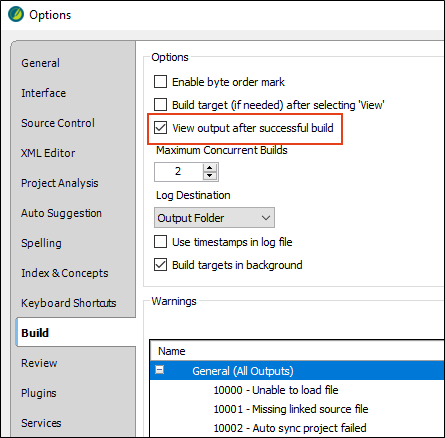 Options
General
Interface
Source Control
XML Editor
Project Analysis
Auto Suggestion
Spelling
Index & Concepts
Keyboard Shortcuts
Build
Review
Plugins
Services
Options
Enable byte order mark
Build target (if needed) after selecting 'View'
View output after successful build
Maximum Concurrent Builds
2
Log Destination
Output Folder
Use timestamps in log file
Build targets in background
Warnings
Name
General (All Outputs)
10000 - Unable to load file
10001 - Missing linked source file
10002 - Auto sync project failed